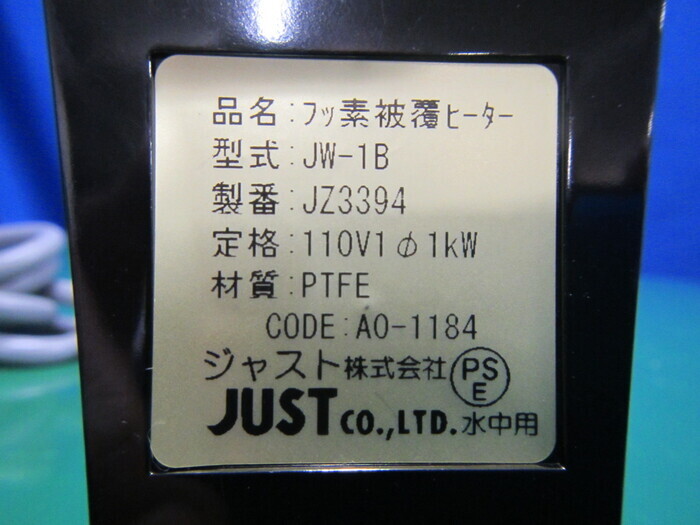 品名:フッ素被覆ヒーター
型式:JW-1B
製番:JZ3394
定格:110V1φ1kW
材質:PTFE
CODE:AO-1184
ジャスト株式会社 PSE
JUST CO.,LTD. 水中用